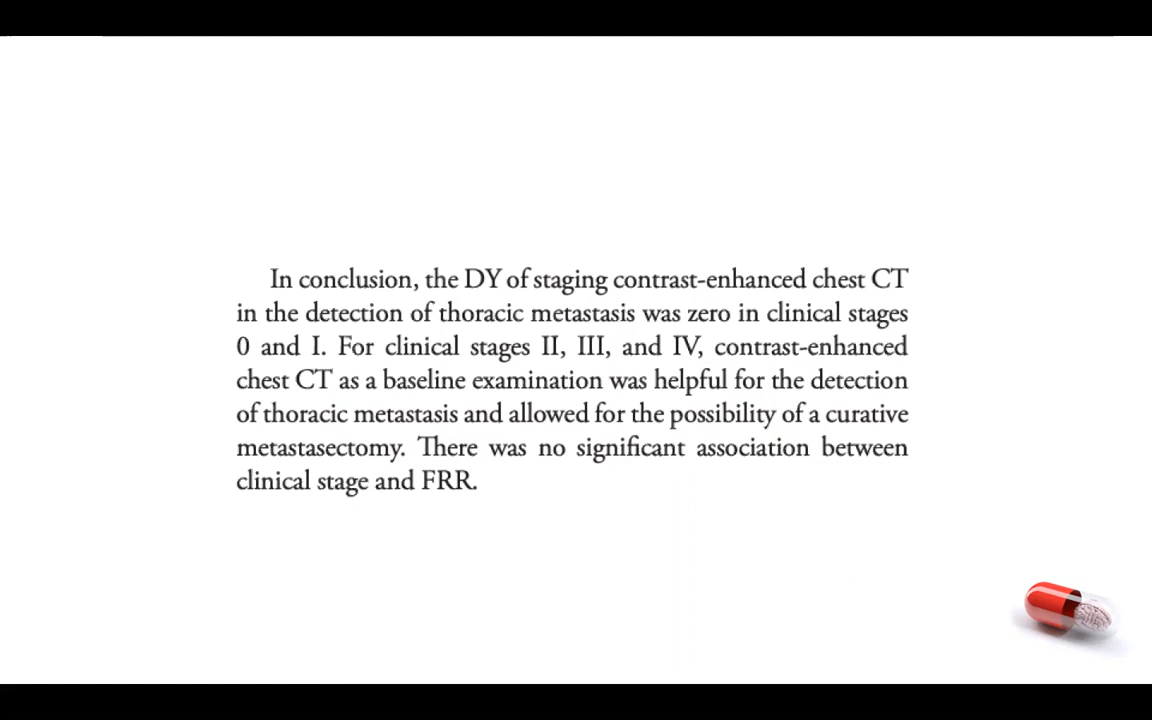 In conclusion, the DY of staging contrast-enhanced chest CT
in the detection of thoracic metastasis was zero in clinical stages
0 and I. For clinical stages II, III, and IV, contrast-enhanced
chest CT as a baseline examination was helpful for the detection
of thoracic metastasis and allowed for the possibility of a curative
metastasectomy. There was no significant association between
clinical stage and FRR.